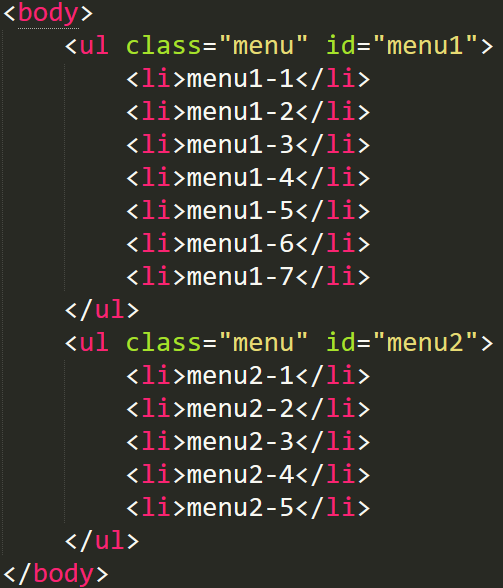 <body>
    <ul class="menu" id="menu1">
        <li>menu1-1</li>
        <li>menu1-2</li>
        <li>menu1-3</li>
        <li>menu1-4</li>
        <li>menu1-5</li>
        <li>menu1-6</li>
        <li>menu1-7</li>
    </ul>
    <ul class="menu" id="menu2">
        <li>menu2-1</li>
        <li>menu2-2</li>
        <li>menu2-3</li>
        <li>menu2-4</li>
        <li>menu2-5</li>
    </ul>
</body>